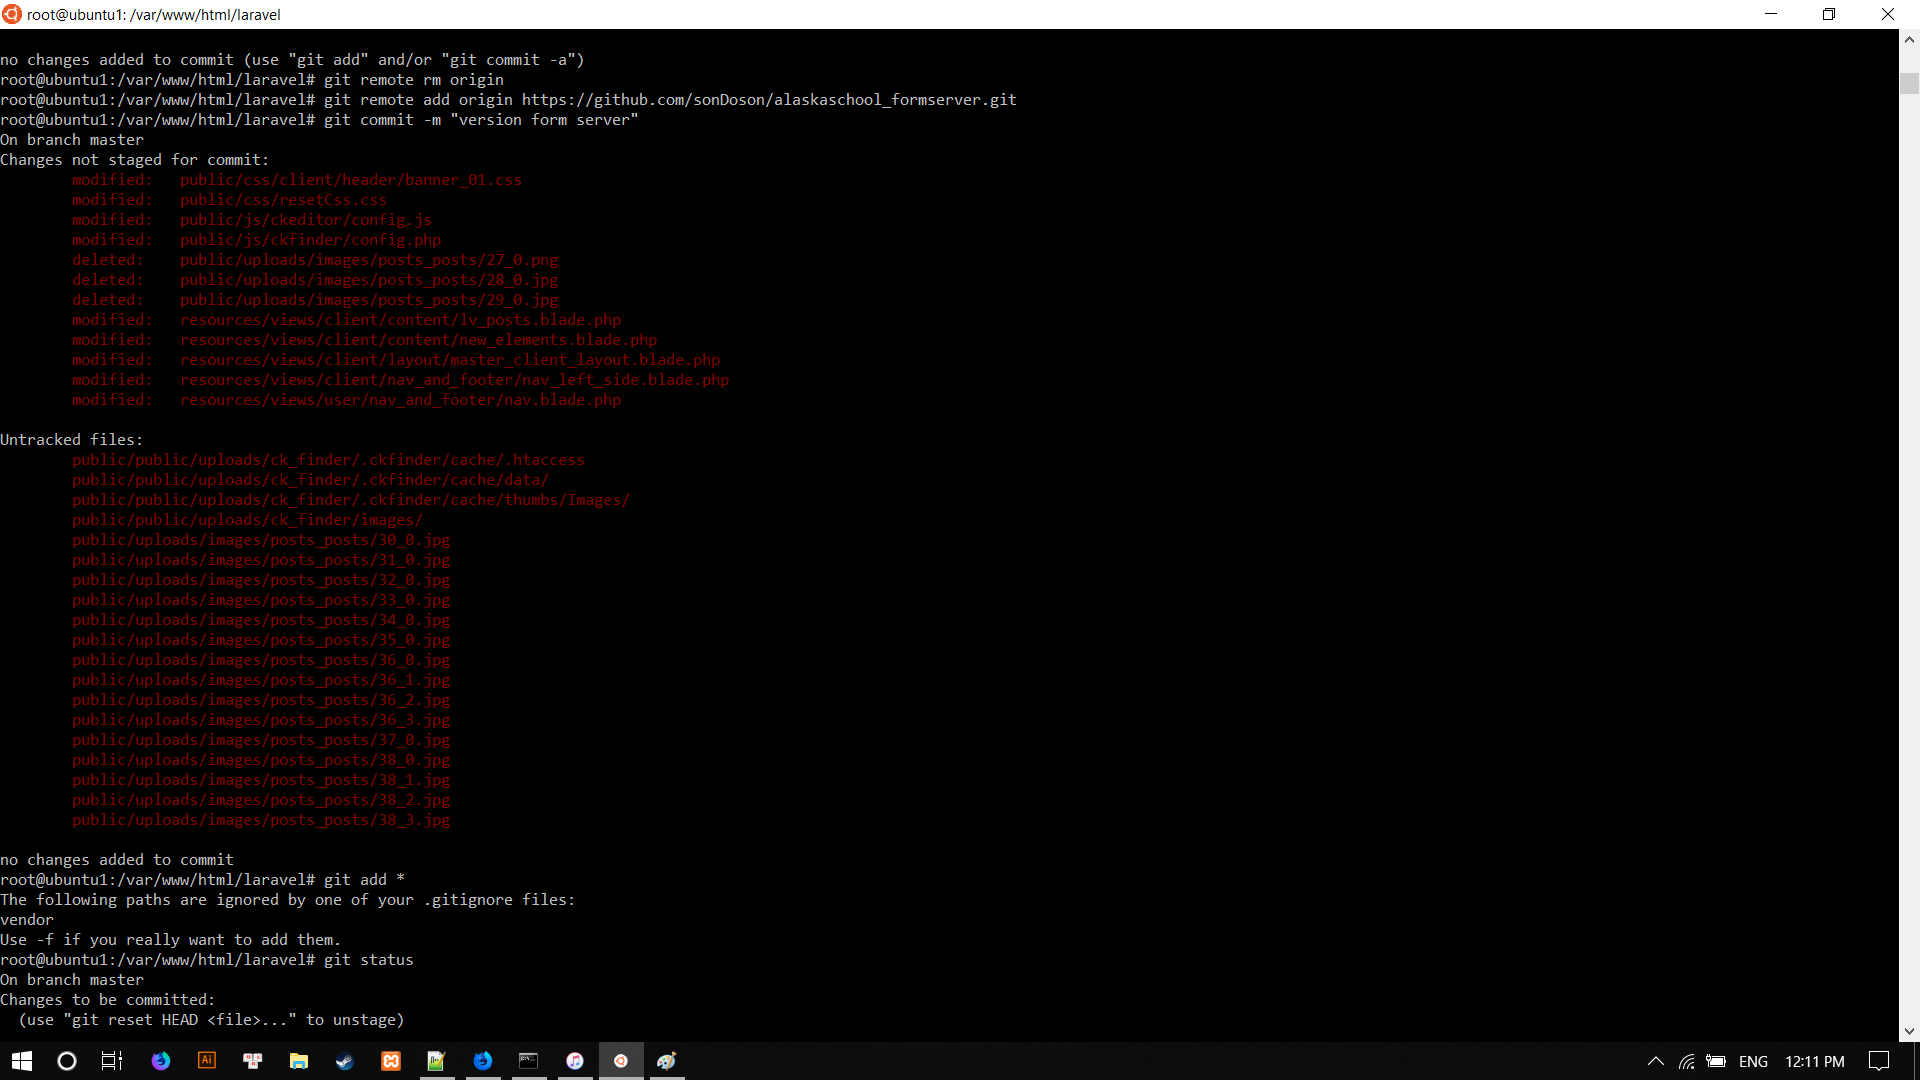 root@ubuntu1: /var/www/html/laravel
no changes added to commit (use "git add" and/or "git commit -a")
root@ubuntu1:/var/www/html/laravel# git remote rm origin
root@ubuntu1:/var/www/html/laravel# git remote add origin https://github.com/sonDoson/alaskaschool_formserver.git
root@ubuntu1:/var/www/html/laravel# git commit -m "version form server"
On branch master
Changes not staged for commit:
modified:   public/css/client/header/banner_01.css
modified:   public/css/resetCss.css
modified:   public/js/ckeditor/config.js
modified:   public/js/ckfinder/config.php
deleted:    public/uploads/images/posts_posts/27_0.png
deleted:    public/uploads/images/posts_posts/28_0.jpg
deleted:    public/uploads/images/posts_posts/29_0.jpg
modified:   resources/views/client/content/lv_posts.blade.php
modified:   resources/views/client/content/new_elements.blade.php
modified:   resources/views/client/layout/master_client_layout.blade.php
modified:   resources/views/client/nav_and_footer/nav_left_side.blade.php
modified:   resources/views/user/nav_and_footer/nav.blade.php
Untracked files:
public/public/uploads/ck_finder/.ckfinder/cache/.htaccess
public/public/uploads/ck_finder/.ckfinder/cache/data/
public/public/uploads/ck_finder/.ckfinder/cache/thumbs/Images/
public/public/uploads/ck_finder/images/
public/uploads/images/posts_posts/30_0.jpg
public/uploads/images/posts_posts/31_0.jpg
public/uploads/images/posts_posts/32_0.jpg
public/uploads/images/posts_posts/33_0.jpg
public/uploads/images/posts_posts/34_0.jpg
public/uploads/images/posts_posts/35_0.jpg
public/uploads/images/posts_posts/36_0.jpg
public/uploads/images/posts_posts/36_1.jpg
public/uploads/images/posts_posts/36_2.jpg
public/uploads/images/posts_posts/36_3.jpg
public/uploads/images/posts_posts/37_0.jpg
public/uploads/images/posts_posts/38_0.jpg
public/uploads/images/posts_posts/38_1.jpg
public/uploads/images/posts_posts/38_2.jpg
public/uploads/images/posts_posts/38_3.jpg
no changes added to commit
root@ubuntu1:/var/www/html/laravel# git add *
The following paths are ignored by one of your .gitignore files:
vendor
Use -f if you really want to add them.
root@ubuntu1:/var/www/html/laravel# git status
On branch master
Changes to be committed:
(use "git reset HEAD <file>..." to unstage)
Ai
ENG
12:11 PM